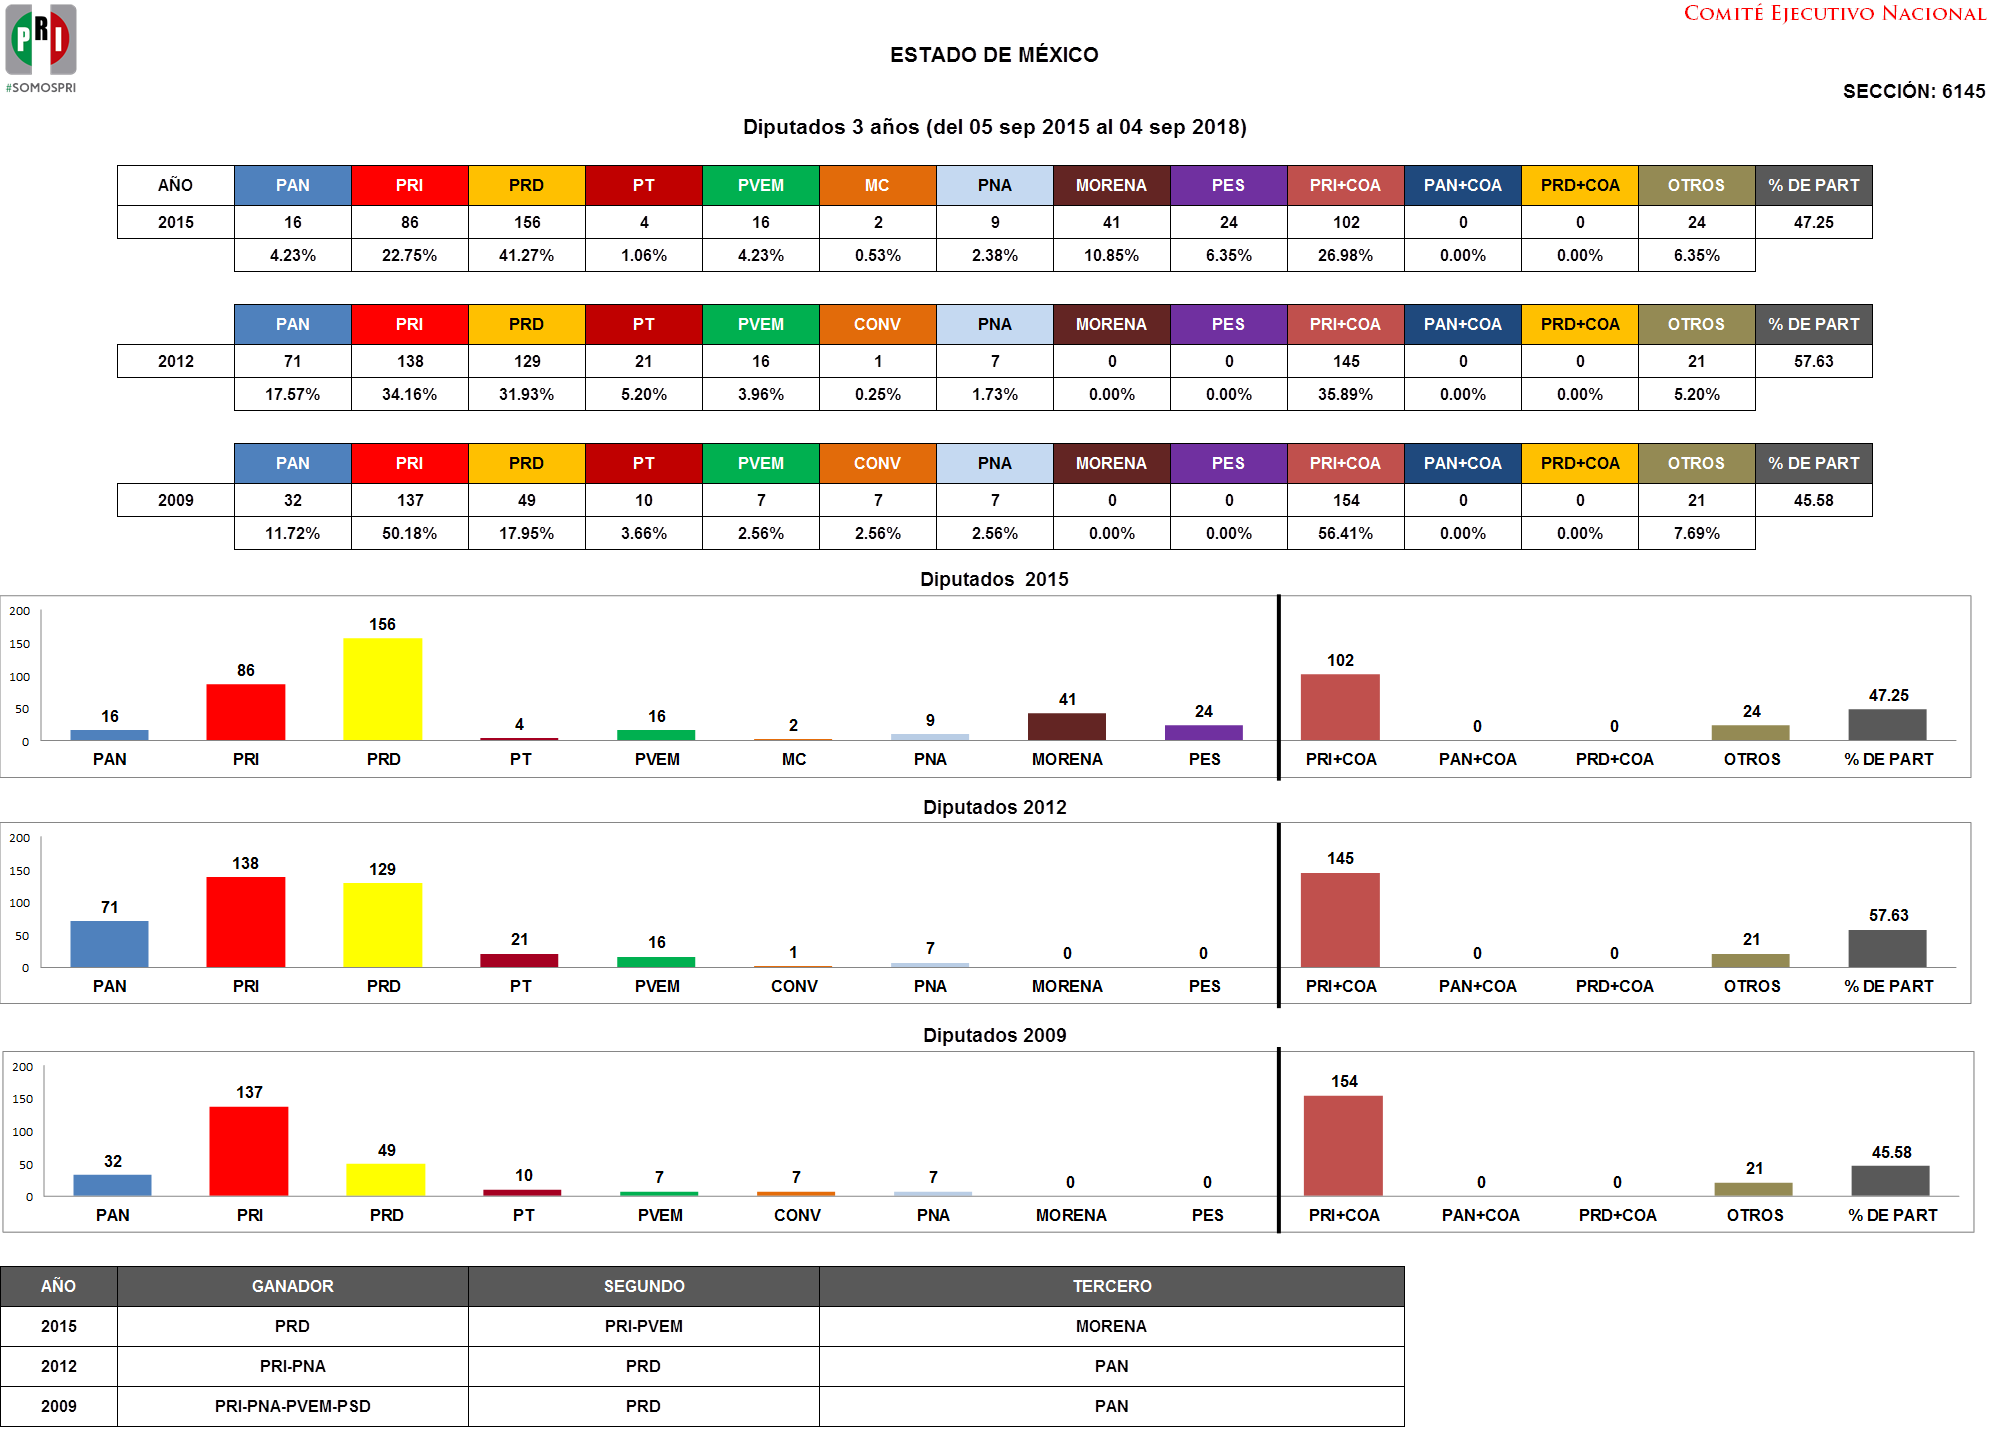 PRI
#SOMOSPRI
COMITÉ EJECUTIVO NACIONAL
ESTADO DE MÉXICO
SECCIÓN: 6145
Diputados 3 años (del 05 sep 2015 al 04 sep 2018)
AÑO PAN PRI PRD PT PVEM MC PNA MORENA PES PRI+COA PAN+COA PRD+COA OTROS % DE PART
2015 16 86 156 4 16 2 9 41 24 102 0 0 24 47.25
4.23% 22.75% 41.27% 1.06% 4.23% 0.53% 2.38% 10.85% 6.35% 26.98% 0.00% 0.00% 6.35%
PAN PRI PRD PT PVEM CONV PNA MORENA PES PRI+COA PAN+COA PRD+COA OTROS % DE PART
2012 71 138 129 21 16 1 7 0 0 145 0 0 21 57.63
17.57% 34.16% 31.93% 5.20% 3.96% 0.25% 1.73% 0.00% 0.00% 35.89% 0.00% 0.00% 5.20%
PAN PRI PRD PT PVEM CONV PNA MORENA PES PRI+COA PAN+COA PRD+COA OTROS % DE PART
2009 32 137 49 10 7 7 7 0 0 154 0 0 21 45.58
11.72% 50.18% 17.95% 3.66% 2.56% 2.56% 2.56% 0.00% 0.00% 56.41% 0.00% 0.00% 7.69%
Diputados 2015
200
150
100
50
0
16 86 156 4 16 2 9 41 24 102 0 0 24 47.25
PAN PRI PRD PT PVEM MC PNA MORENA PES PRI+COA PAN+COA PRD+COA OTROS % DE PART
Diputados 2012
200
150
100
50
0
71 138 129 21 16 1 7 0 0 145 0 0 21 57.63
PAN PRI PRD PT PVEM CONV PNA MORENA PES PRI+COA PAN+COA PRD+COA OTROS % DE PART
Diputados 2009
200
150
100
50
0
32 137 49 10 7 7 7 0 0 154 0 0 21 45.58
PAN PRI PRD PT PVEM CONV PNA MORENA PES PRI+COA PAN+COA PRD+COA OTROS % DE PART
AÑO GANADOR SEGUNDO TERCERO
2015 PRD PRI-PVEM MORENA
2012 PRI-PNA PRD PAN
2009 PRI-PNA-PVEM-PSD PRD PAN